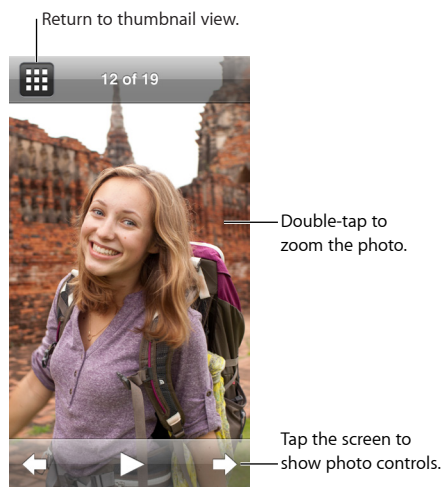 Return to thumbnail view.
12 of 19
Double-tap to
zoom the photo.
Tap the screen to
show photo controls.